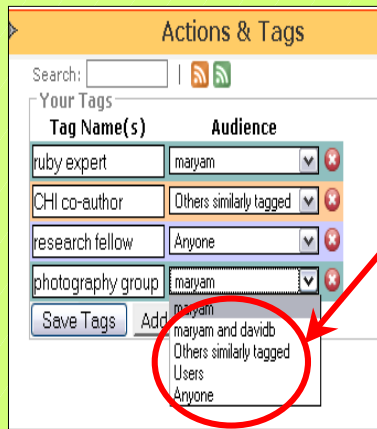 Actions & Tags
Search: |
Your Tags
Tag Name(s) Audience
ruby expert maryam
CHI co-author Others similarly tagged
research fellow Anyone
photography group maryam
Save Tags Add
maryam
maryam and davidb
Others similarly tagged
Users
Anyone